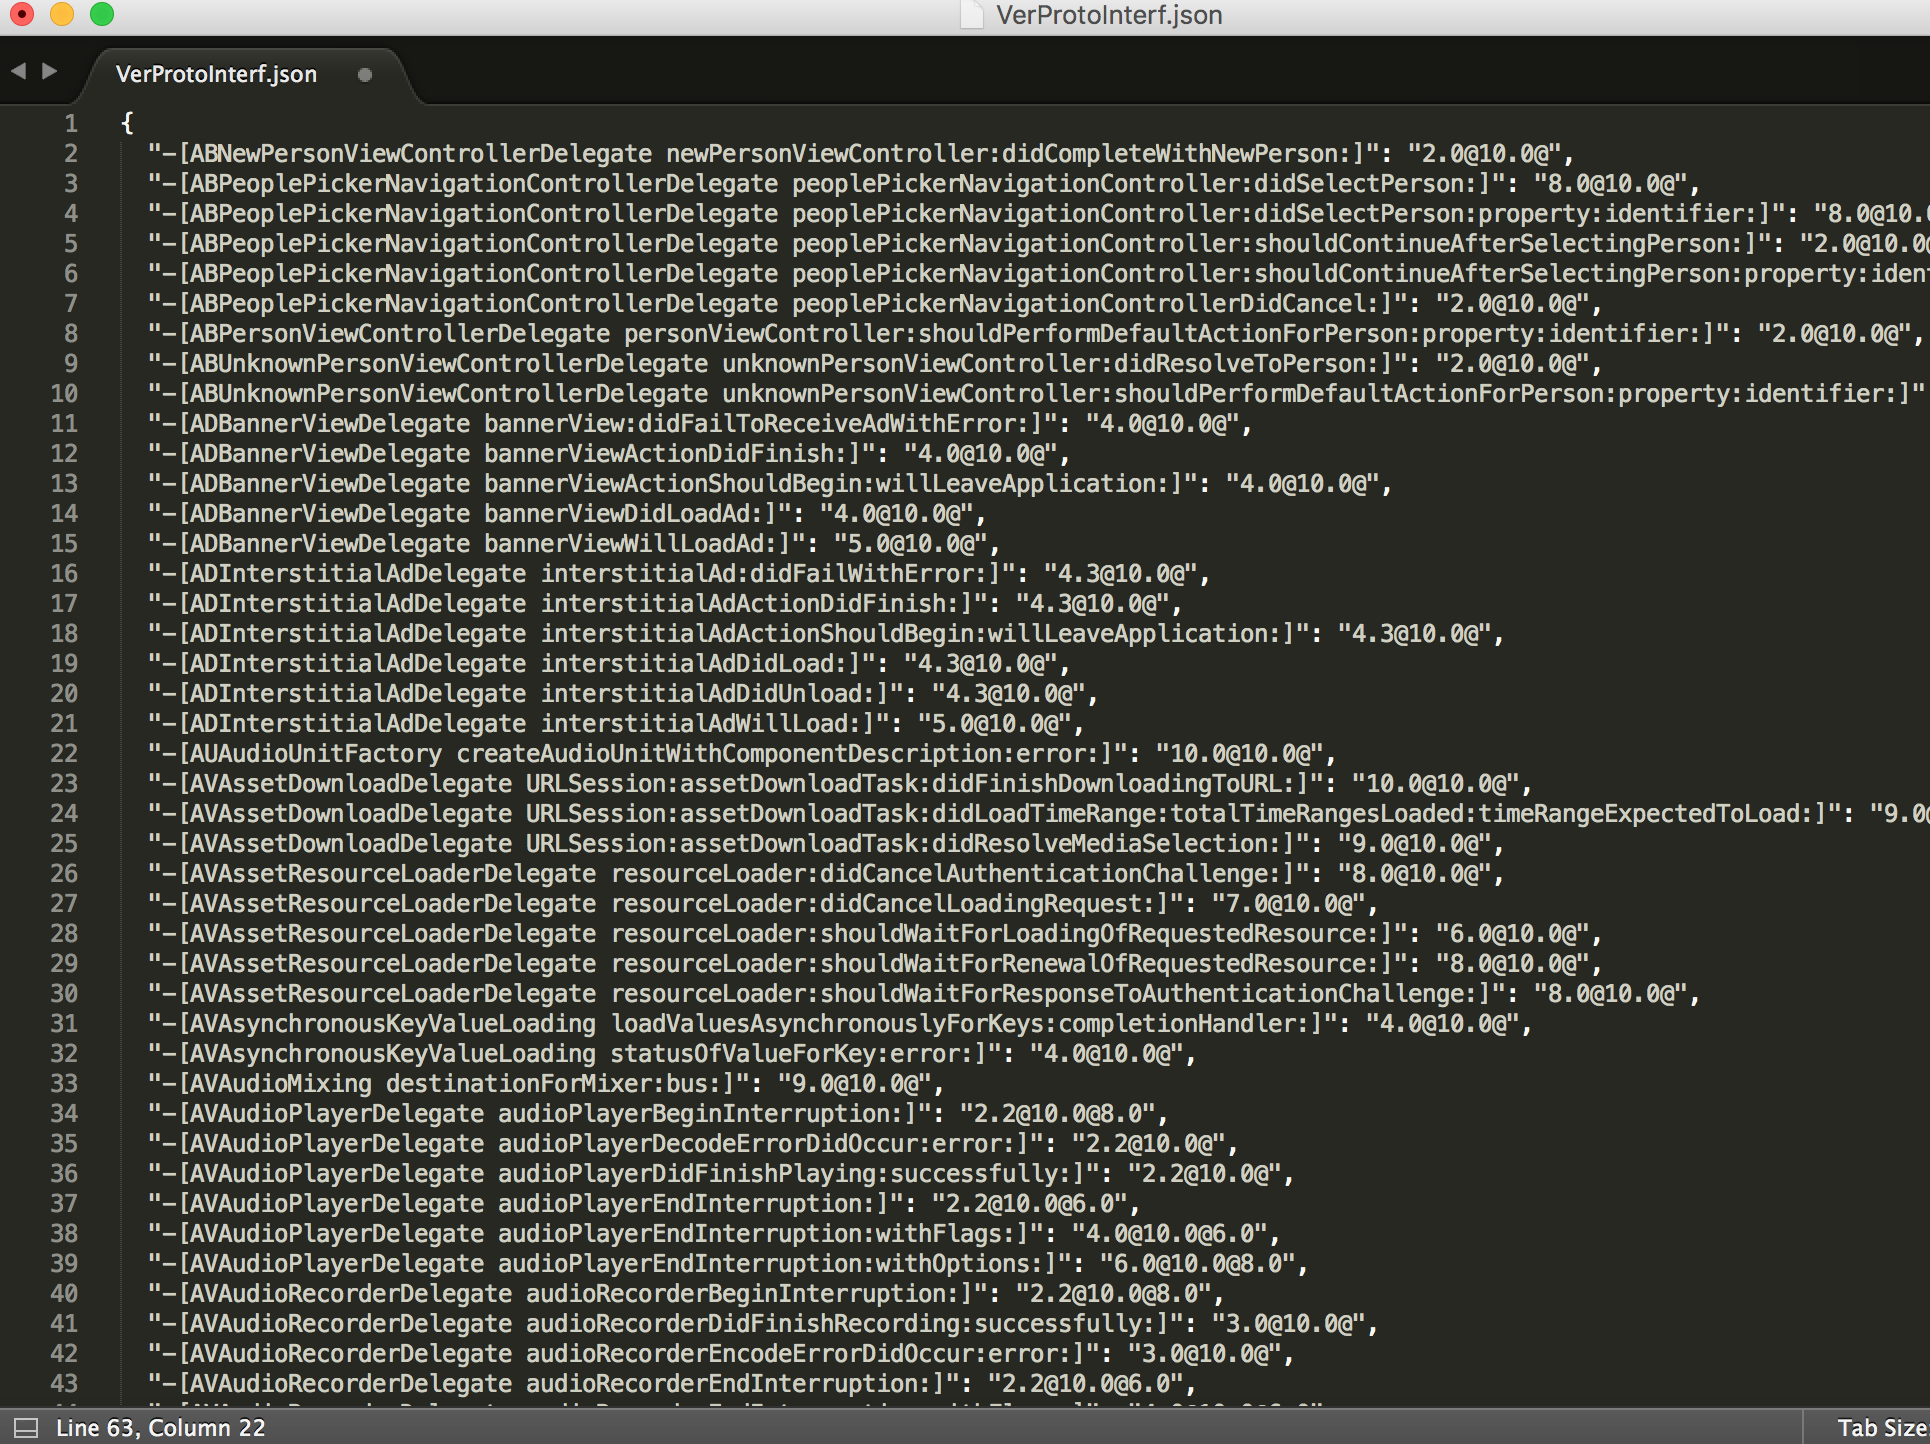 VerProtoInterf.json
VerProtoInterf.json
1 {
2 "-[ABNewPersonViewControllerDelegate newPersonViewController:didCompleteWithNewPerson:]": "2.0@10.0@",
3 "-[ABPeoplePickerNavigationControllerDelegate peoplePickerNavigationController:didSelectPerson:]": "8.0@10.0@",
4 "-[ABPeoplePickerNavigationControllerDelegate peoplePickerNavigationController:didSelectPerson:property:identifier:]": "8.0@10.0
5 "-[ABPeoplePickerNavigationControllerDelegate peoplePickerNavigationController:shouldContinueAfterSelectingPerson:]": "2.0@10.0@
6 "-[ABPeoplePickerNavigationControllerDelegate peoplePickerNavigationController:shouldContinueAfterSelectingPerson:property:iden
7 "-[ABPeoplePickerNavigationControllerDelegate peoplePickerNavigationControllerDidCancel:]": "2.0@10.0@",
8 "-[ABPersonViewControllerDelegate personViewController:shouldPerformDefaultActionForPerson:property:identifier:]": "2.0@10.0@",
9 "-[ABUnknownPersonViewControllerDelegate unknownPersonViewController:didResolveToPerson:]": "2.0@10.0@",
10 "-[ABUnknownPersonViewControllerDelegate unknownPersonViewController:shouldPerformDefaultActionForPerson:property:identifier:]"
11 "-[ADBannerViewDelegate bannerView:didFailToReceiveAdWithError:]": "4.0@10.0@",
12 "-[ADBannerViewDelegate bannerViewActionDidFinish:]": "4.0@10.0@",
13 "-[ADBannerViewDelegate bannerViewActionShouldBegin:willLeaveApplication:]": "4.0@10.0@",
14 "-[ADBannerViewDelegate bannerViewDidLoadAd:]": "4.0@10.0@",
15 "-[ADBannerViewDelegate bannerViewWillLoadAd:]": "5.0@10.0@",
16 "-[ADInterstitialAdDelegate interstitialAd:didFailWithError:]": "4.3@10.0@",
17 "-[ADInterstitialAdDelegate interstitialAdActionDidFinish:]": "4.3@10.0@",
18 "-[ADInterstitialAdDelegate interstitialAdActionShouldBegin:willLeaveApplication:]": "4.3@10.0@",
19 "-[ADInterstitialAdDelegate interstitialAdDidLoad:]": "4.3@10.0@",
20 "-[ADInterstitialAdDelegate interstitialAdDidUnload:]": "4.3@10.0@",
21 "-[ADInterstitialAdDelegate interstitialAdWillLoad:]": "5.0@10.0@",
22 "-[AUAudioUnitFactory createAudioUnitWithComponentDescription:error:]": "10.0@10.0@",
23 "-[AVAssetDownloadDelegate URLSession:assetDownloadTask:didFinishDownloadingToURL:]": "10.0@10.0@",
24 "-[AVAssetDownloadDelegate URLSession:assetDownloadTask:didLoadTimeRange:totalTimeRangesLoaded:timeRangeExpectedToLoad:]": "9.0@
25 "-[AVAssetDownloadDelegate URLSession:assetDownloadTask:didResolveMediaSelection:]": "9.0@10.0@",
26 "-[AVAssetResourceLoaderDelegate resourceLoader:didCancelAuthenticationChallenge:]": "8.0@10.0@",
27 "-[AVAssetResourceLoaderDelegate resourceLoader:didCancelLoadingRequest:]": "7.0@10.0@",
28 "-[AVAssetResourceLoaderDelegate resourceLoader:shouldWaitForLoadingOfRequestedResource:]": "6.0@10.0@",
29 "-[AVAssetResourceLoaderDelegate resourceLoader:shouldWaitForRenewalOfRequestedResource:]": "8.0@10.0@",
30 "-[AVAssetResourceLoaderDelegate resourceLoader:shouldWaitForResponseToAuthenticationChallenge:]": "8.0@10.0@",
31 "-[AVAsynchronousKeyValueLoading loadValuesAsynchronouslyForKeys:completionHandler:]": "4.0@10.0@",
32 "-[AVAsynchronousKeyValueLoading statusOfValueForKey:error:]": "4.0@10.0@",
33 "-[AVAudioMixing destinationForMixer:bus:]": "9.0@10.0@",
34 "-[AVAudioPlayerDelegate audioPlayerBeginInterruption:]": "2.2@10.0@8.0",
35 "-[AVAudioPlayerDelegate audioPlayerDecodeErrorDidOccur:error:]": "2.2@10.0@",
36 "-[AVAudioPlayerDelegate audioPlayerDidFinishPlaying:successfully:]": "2.2@10.0@",
37 "-[AVAudioPlayerDelegate audioPlayerEndInterruption:]": "2.2@10.0@6.0",
38 "-[AVAudioPlayerDelegate audioPlayerEndInterruption:withFlags:]": "4.0@10.0@6.0",
39 "-[AVAudioPlayerDelegate audioPlayerEndInterruption:withOptions:]": "6.0@10.0@8.0",
40 "-[AVAudioRecorderDelegate audioRecorderBeginInterruption:]": "2.2@10.0@8.0",
41 "-[AVAudioRecorderDelegate audioRecorderDidFinishRecording:successfully:]": "3.0@10.0@",
42 "-[AVAudioRecorderDelegate audioRecorderEncodeErrorDidOccur:error:]": "3.0@10.0@",
43 "-[AVAudioRecorderDelegate audioRecorderEndInterruption:]": "2.2@10.0@6.0",
Line 63, Column 22
Tab Size